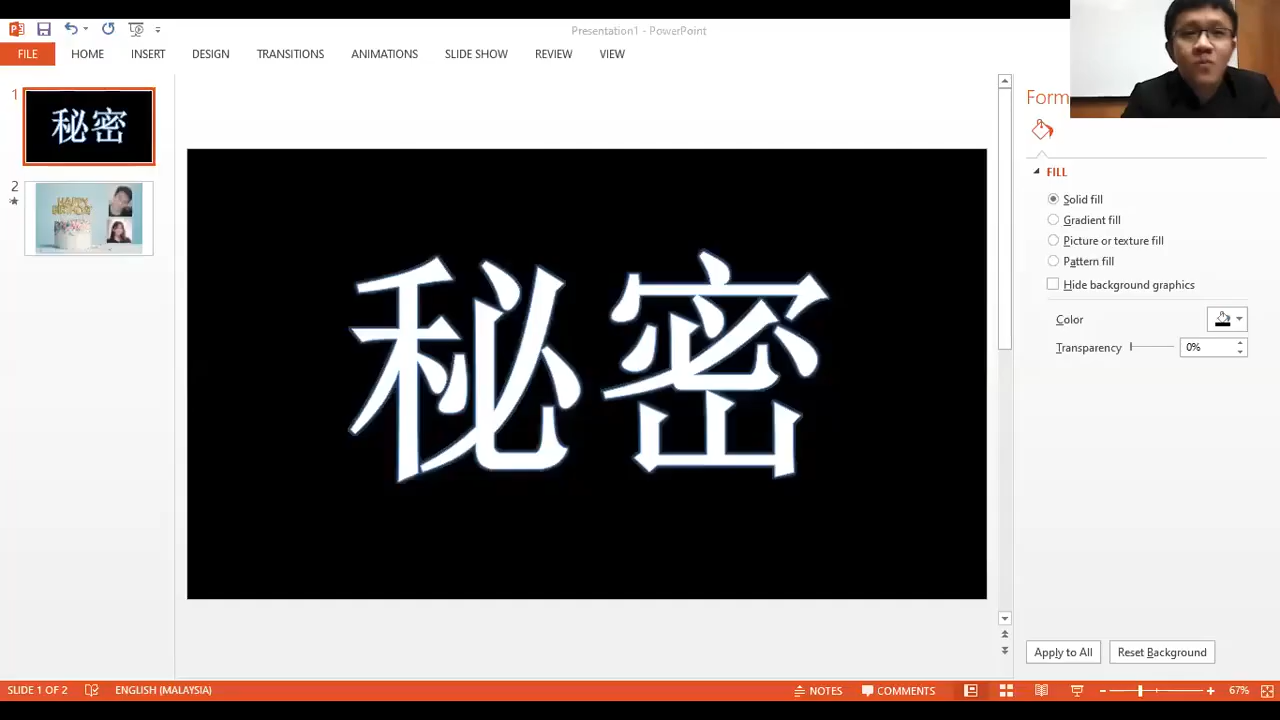 Presentation1 - PowerPoint
FILE HOME INSERT DESIGN TRANSITIONS ANIMATIONS SLIDE SHOW REVIEW VIEW
1
秘密
2
HAPPY
BIRTHDAY
秘密
Form
FILL
Solid fill
Gradient fill
Picture or texture fill
Pattern fill
Hide background graphics
Color
Transparency 0%
Apply to All Reset Background
SLIDE 1 OF 2 ENGLISH (MALAYSIA) NOTES COMMENTS 67%